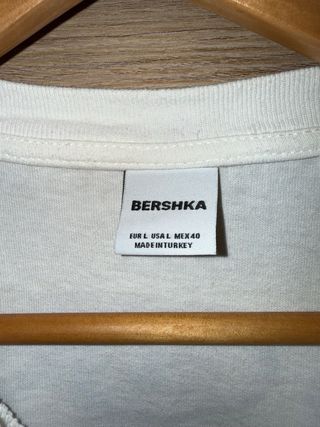 BERSHKA
EUR L USA L MEX 40
MADE IN TURKEY